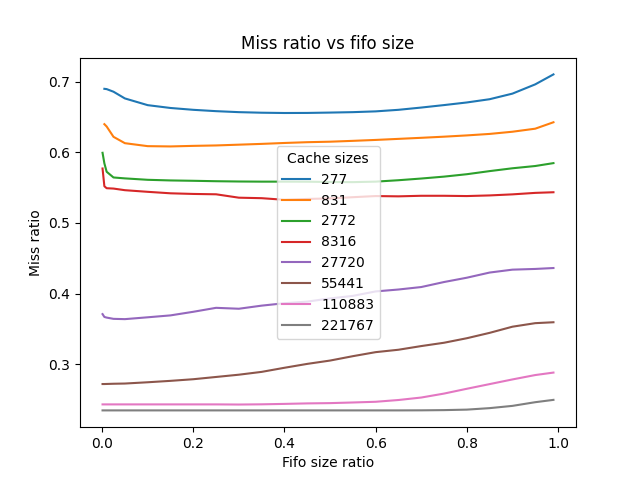 Miss ratio vs fifo size
0.7
0.6
0.5
0.4
0.3
Miss ratio
Cache sizes
277
831
2772
8316
27720
55441
110883
221767
0.0 0.2 0.4 0.6 0.8 1.0
Fifo size ratio